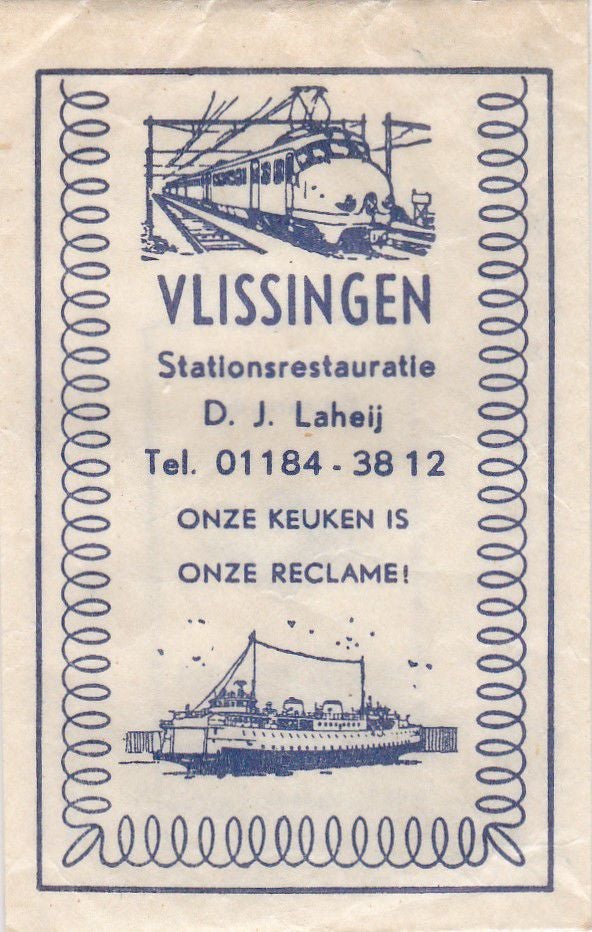 VLISSINGEN
Stationsrestauratie
D. J. Laheij
Tel. 01184 - 38 12
ONZE KEUKEN IS
ONZE RECLAME!